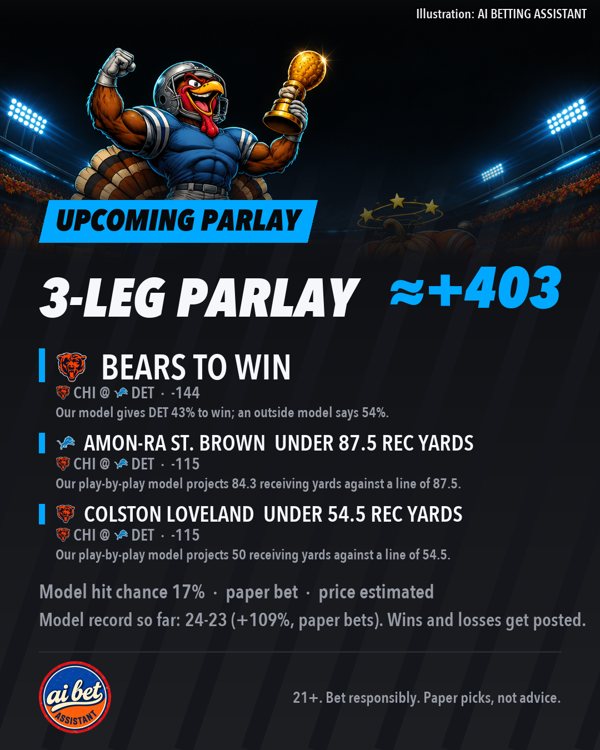 Illustration: AI BETTING ASSISTANT
UPCOMING PARLAY
3-LEG PARLAY ≈+403
BEARS TO WIN
CHI @ DET · -144
Our model gives DET 43% to win; an outside model says 54%.
AMON-RA ST. BROWN UNDER 87.5 REC YARDS
CHI @ DET · -115
Our play-by-play model projects 84.3 receiving yards against a line of 87.5.
COLSTON LOVELAND UNDER 54.5 REC YARDS
CHI @ DET · -115
Our play-by-play model projects 50 receiving yards against a line of 54.5.
Model hit chance 17% · paper bet · price estimated
Model record so far: 24-23 (+109%, paper bets). Wins and losses get posted.
ai bet
ASSISTANT
21+. Bet responsibly. Paper picks, not advice.